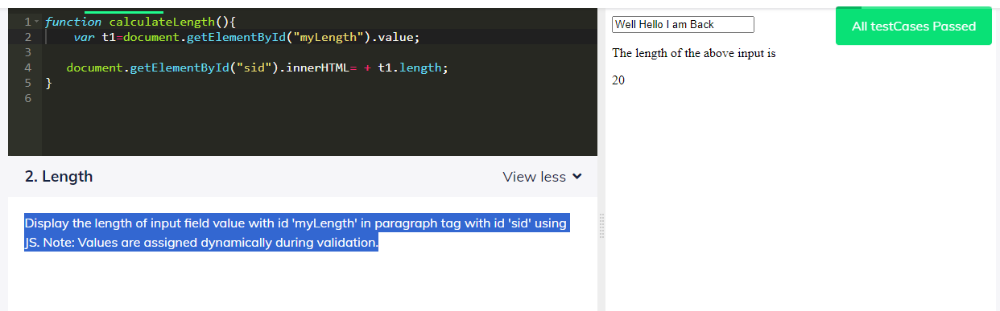 1 function calculateLength(){
2 var t1=document.getElementById("myLength").value;
3
4 document.getElementById("sid").innerHTML= + t1.length;
5 }
6
2. Length
View less
Display the length of input field value with id 'myLength' in paragraph tag with id 'sid' using
JS. Note: Values are assigned dynamically during validation.
Well Hello I am Back
All testCases Passed
The length of the above input is
20